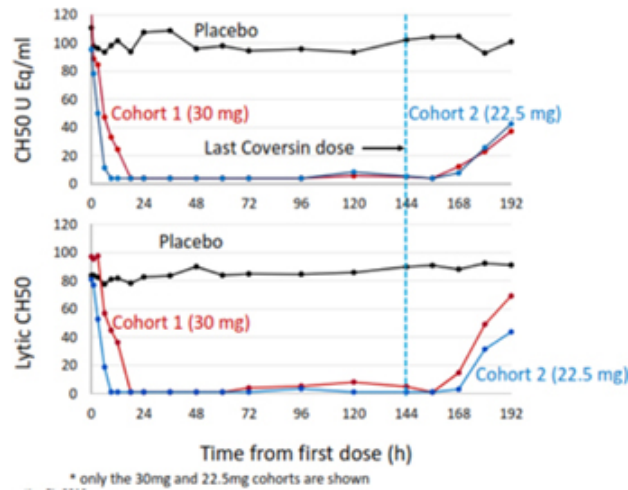 120
Placebo
100
80
CH50 U Eq/ml
60
Cohort 1 (30 mg)
Cohort 2 (22.5 mg)
40
Last Coversin dose
20
0
0 24 48 72 96 120 144 168 192
120
Placebo
100
80
Lytic CH50
60
Cohort 1 (30 mg)
40
20
Cohort 2 (22.5 mg)
0
0 24 48 72 96 120 144 168 192
Time from first dose (h)
* only the 30mg and 22.5mg cohorts are shown